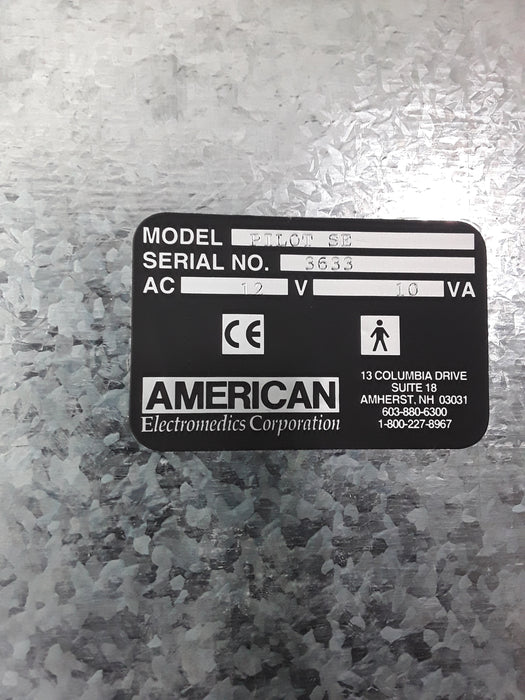 MODEL PILOT SE
SERIAL NO. 3633
AC 12 V 10 VA
CE
AMERICAN
Electromedics Corporation
13 COLUMBIA DRIVE
SUITE 18
AMHERST, NH 03031
603-880-6300
1-800-227-8967